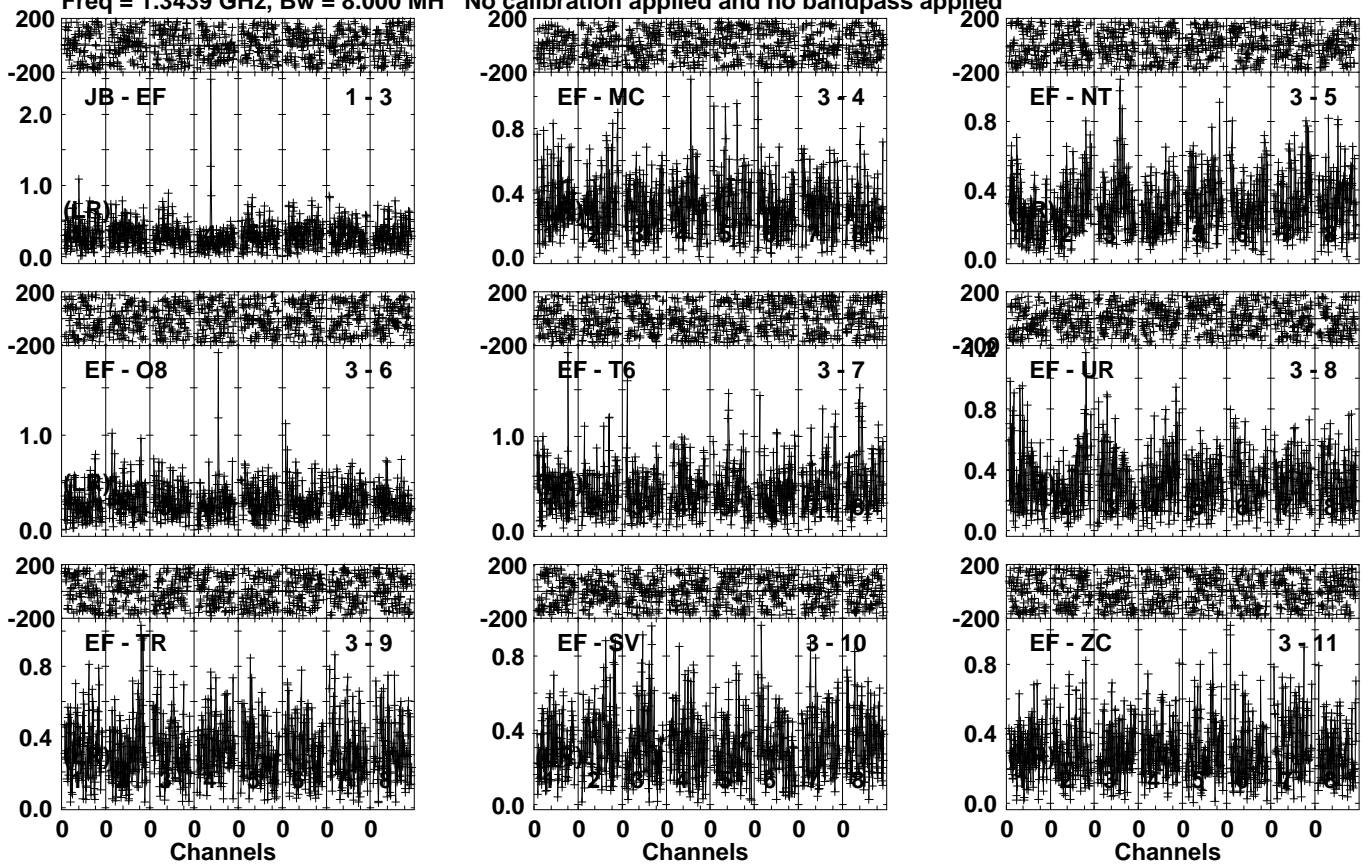 Freq = 1.3439 GHz, Bw = 8.000 MH No calibration applied and no bandpass applied
200 200 200
-200 -200 -200
JB - EF 1 - 3 EF - MC 3 - 4 EF - NT 3 - 5
2.0 0.8 0.8
1.0 0.4 0.4
(LR)
0.0 0.0 0.0
200 200 200
-200 -200 -200
1.2
EF - O8 3 - 6 EF - T6 3 - 7 EF - UR 3 - 8
0.8
1.0 1.0
0.4
(LR)
0.0 0.0 0.0
200 200 200
-200 -200 -200
EF - TR 3 - 9 EF - SV 3 - 10 EF - ZC 3 - 11
0.8 0.8 0.8
0.4 0.4 0.4
0.0 0.0 0.0
0 0 0 0 0 0 0 0 0 0 0 0 0 0 0 0 0 0 0 0 0 0 0 0
Channels Channels Channels